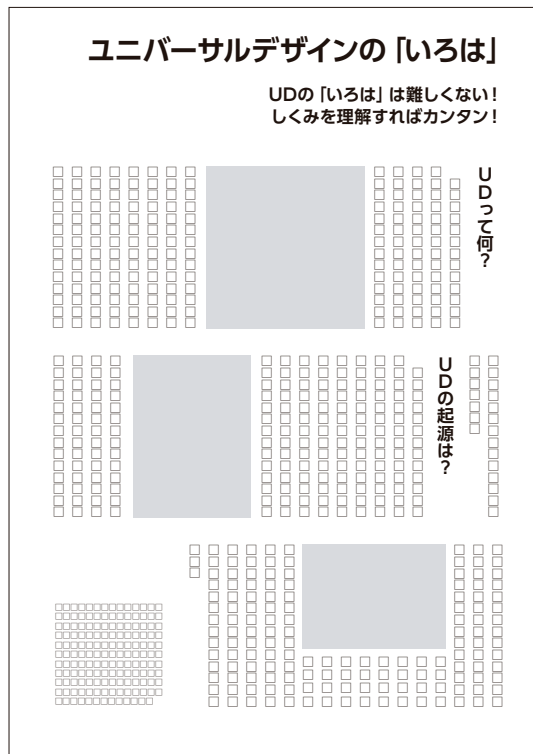 ユニバーサルデザインの「いろは」
UDの「いろは」は難しくない！
しくみを理解すればカンタン！
UDって何？
UDの起源は？